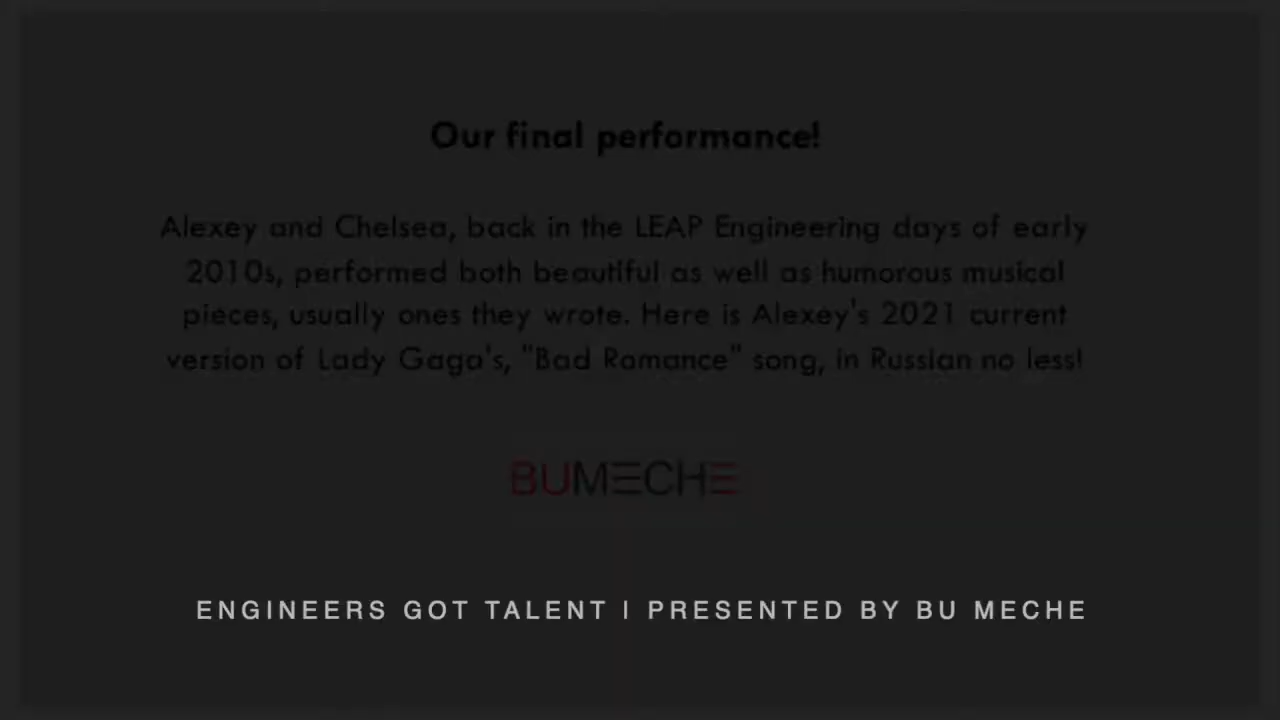 Our final performance!
Alexey and Chelsea, back in the LEAP Engineering days of early
2010s, performed both beautiful as well as humorous musical
pieces, usually ones they wrote. Here is Alexey's 2021 current
version of Lady Gaga's, "Bad Romance" song, in Russian no less!
BUMECHE
ENGINEERS GOT TALENT | PRESENTED BY BU MECHE